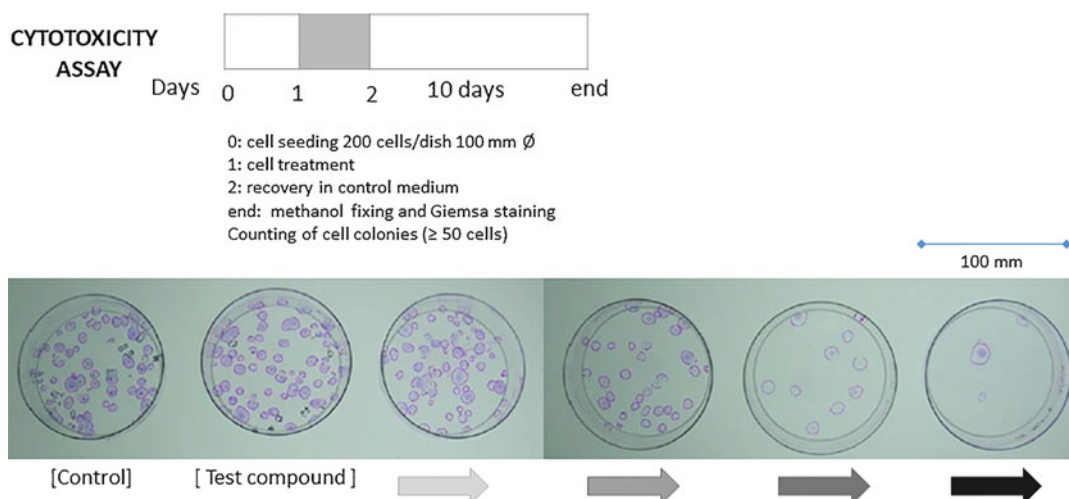 CYTOTOXICITY
ASSAY
Days 0 1 2 10 days end
0: cell seeding 200 cells/dish 100 mm Ø
1: cell treatment
2: recovery in control medium
end: methanol fixing and Giemsa staining
Counting of cell colonies (≥ 50 cells)
100 mm
[Control] [ Test compound ]